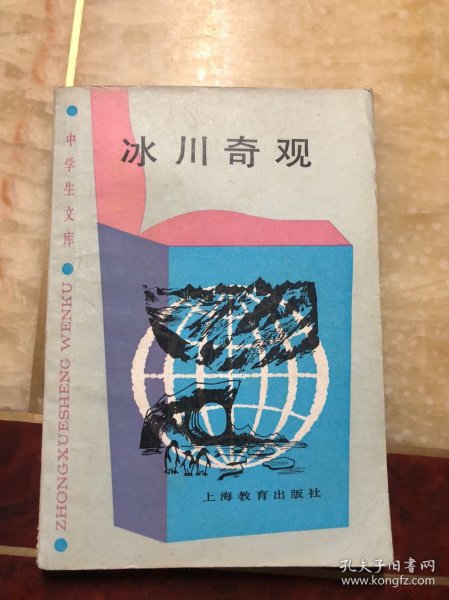 冰川奇观
中学生文库
ZHONGXUESHENG WENKU
上海教育出版社
孔夫子旧书网
www.kongfz.com